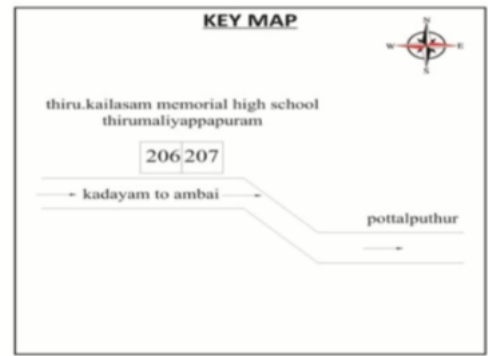 KEY MAP
N
W E
S
thiru.kailasam memorial high school
thirumaliyappapuram
206 207
kadayam to ambai
pottalputhur